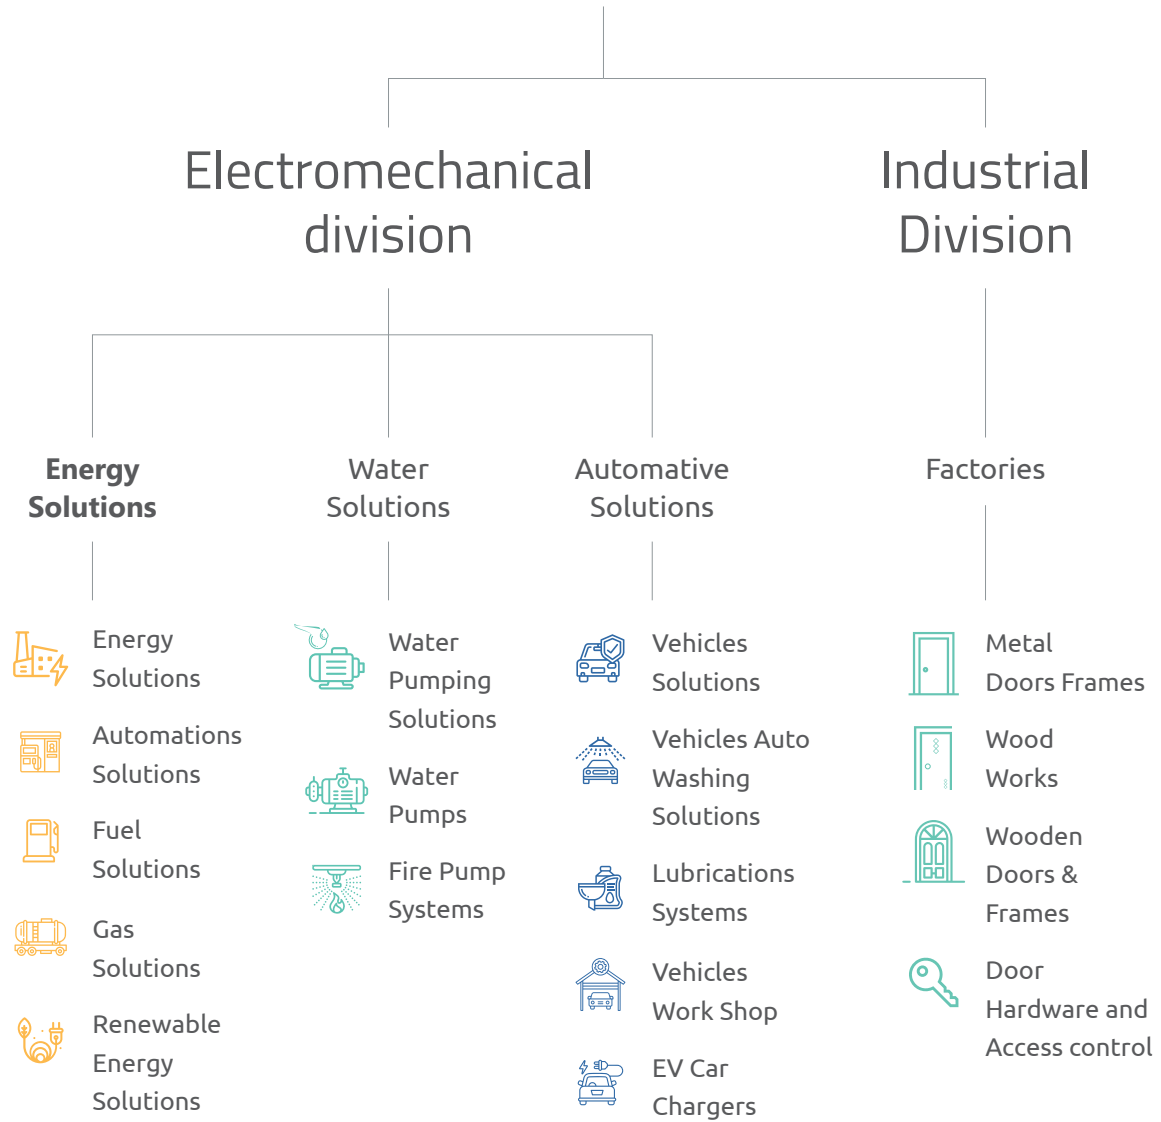 Electromechanical
division
Industrial
Division
Energy
Solutions
Water
Solutions
Automative
Solutions
Factories
Energy
Solutions
Automations
Solutions
Fuel
Solutions
Gas
Solutions
Renewable
Energy
Solutions
Water
Pumping
Solutions
Water
Pumps
Fire Pump
Systems
Vehicles
Solutions
Vehicles Auto
Washing
Solutions
Lubrications
Systems
Vehicles
Work Shop
EV Car
Chargers
Metal
Doors Frames
Wood
Works
Wooden
Doors &
Frames
Door
Hardware and
Access control